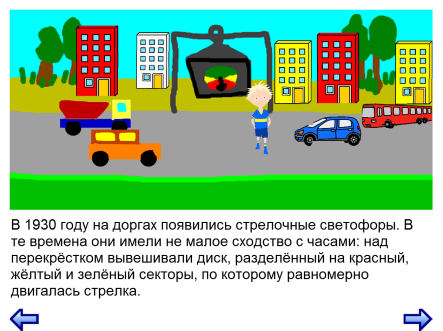 В 1930 году на доргах появились стрелочные светофоры. В
те времена они имели не малое сходство с часами: над
перекрёстком вывешивали диск, разделённый на красный,
жёлтый и зелёный секторы, по которому равномерно
двигалась стрелка.